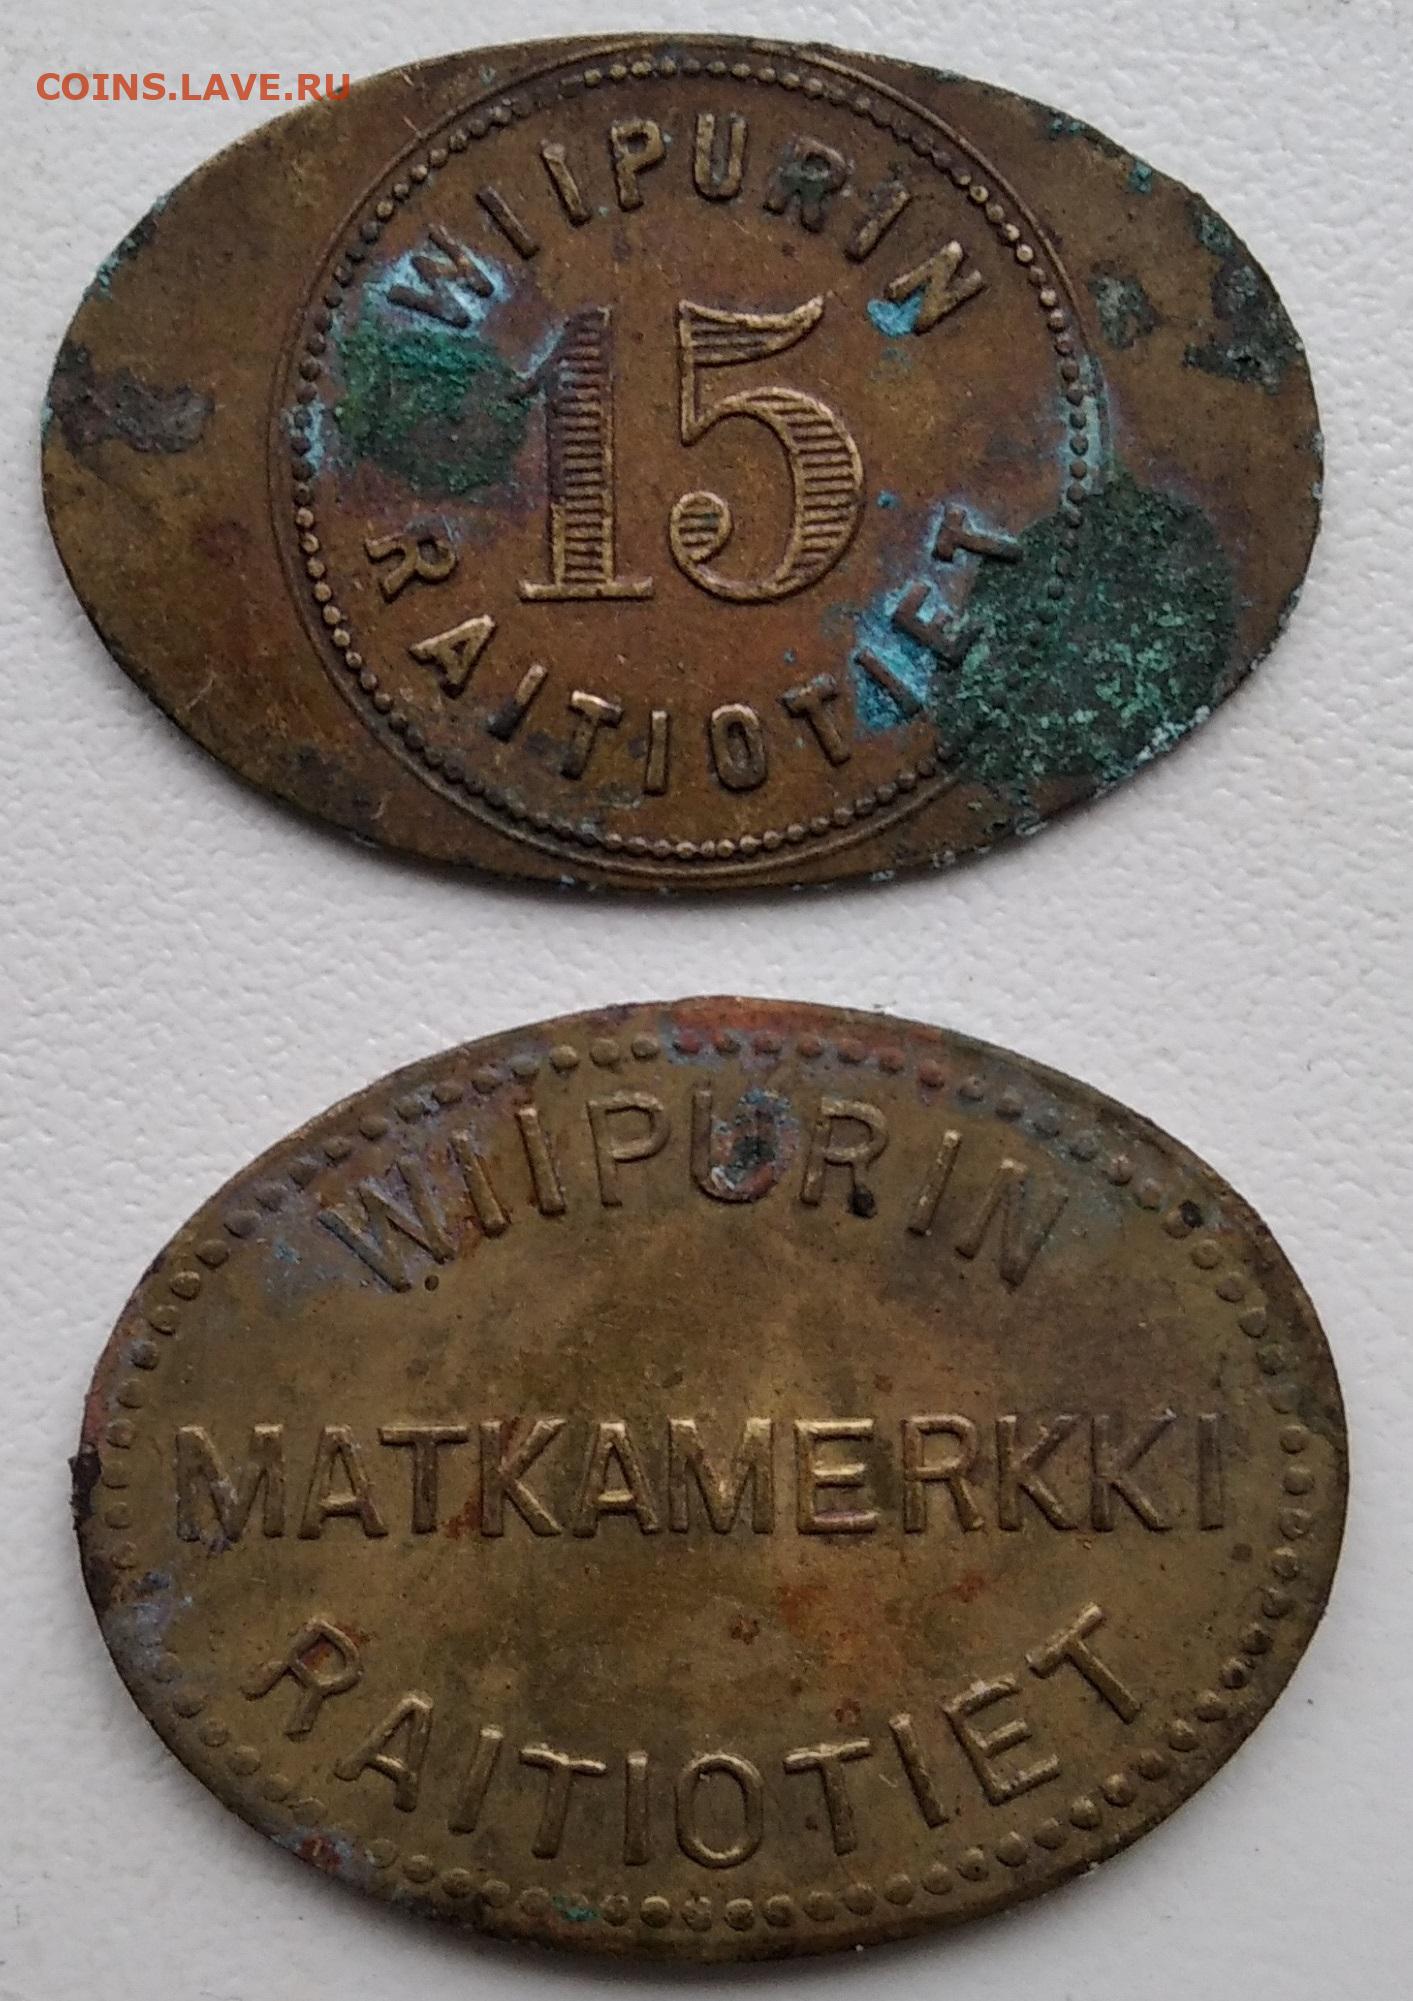 COINS.LAVE.RU
WIIPURIN
15
RAITIOTIET
WIIPURIN
MATKAMERKKI
RAITIOTIET